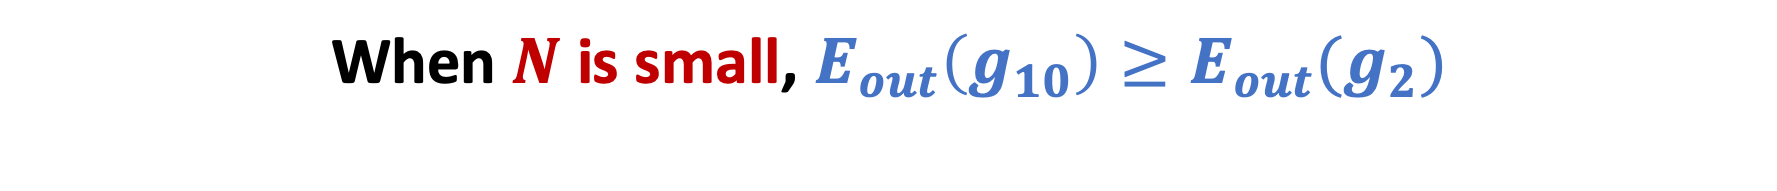 When N is small, E_out(g_10) ≥ E_out(g_2)